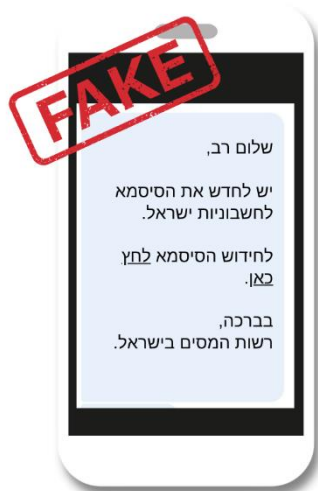 FAKE
שלום רב,
יש לחדש את הסיסמא
לחשבוניות ישראל.
לחידוש הסיסמא לחץ
כאן.
בברכה,
רשות המסים בישראל.